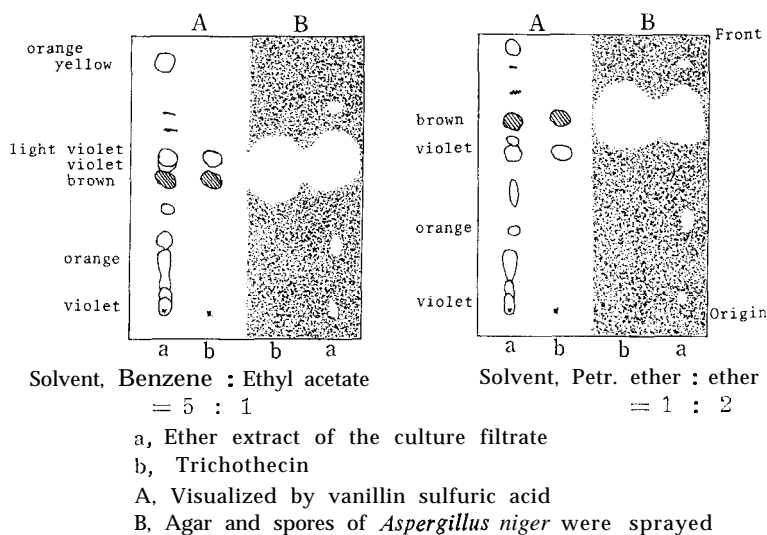 A B
orange
yellow
light violet
violet
brown
orange
violet
a b b a
Solvent, Benzene : Ethyl acetate
= 5 : 1
A B
Front
brown
violet
orange
violet
Origin
a b b a
Solvent, Petr. ether : ether
= 1 : 2
a, Ether extract of the culture filtrate
b, Trichothecin
A, Visualized by vanillin sulfuric acid
B, Agar and spores of Aspergillus niger were sprayed